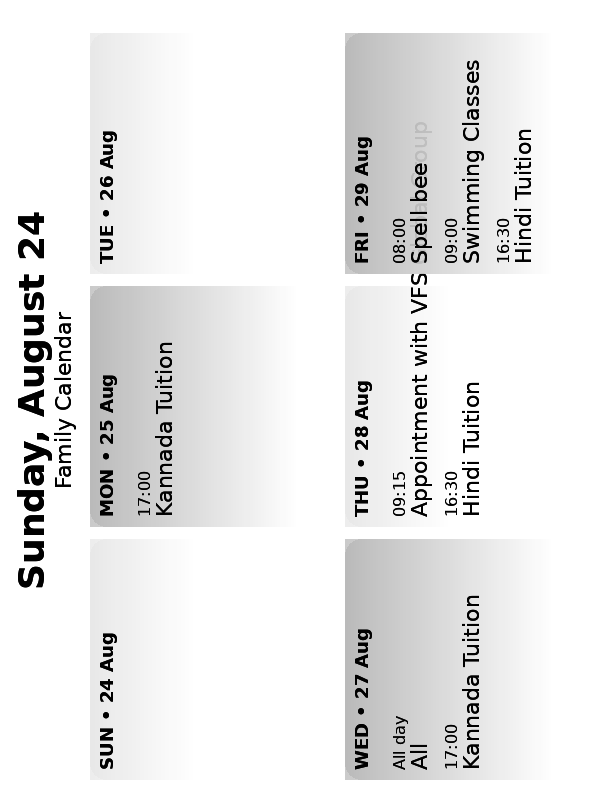 Sunday, August 24
Family Calendar
SUN • 24 Aug
MON • 25 Aug
17:00
Kannada Tuition
TUE • 26 Aug
WED • 27 Aug
All day
All
17:00
Kannada Tuition
THU • 28 Aug
09:15
Appointment with VFS
16:30
Hindi Tuition
FRI • 29 Aug
08:00
Spell bee
09:00
Swimming Classes
16:30
Hindi Tuition